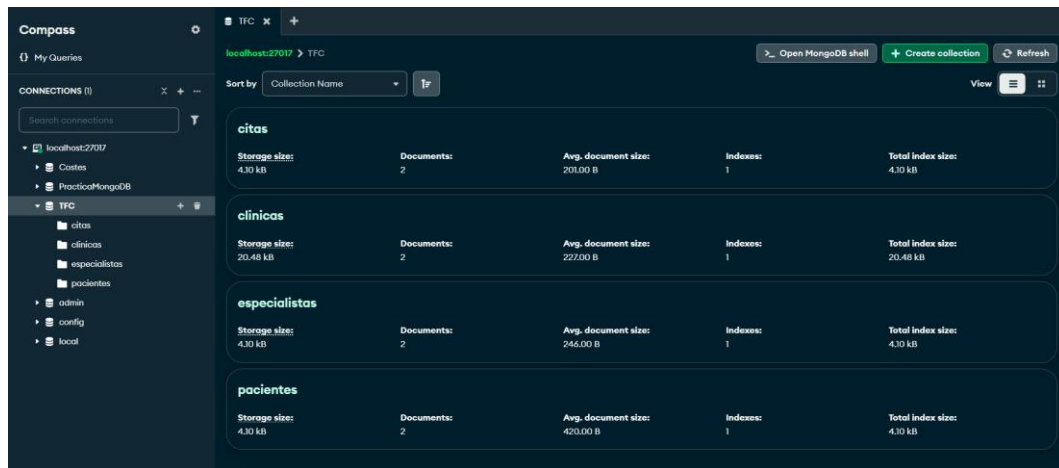 Compass
{} My Queries
CONNECTIONS (1)
Search connections
localhost:27017
Costes
PracticaMongoDB
TFC
citas
clinicas
especialistas
pacientes
admin
config
local
TFC
localhost:27017 > TFC
>_ Open MongoDB shell
+ Create collection
Refresh
Sort by Collection Name
View
citas
Storage size: Documents: Avg. document size: Indexes: Total index size:
4.10 kB 2 201.00 B 1 4.10 kB
clinicas
Storage size: Documents: Avg. document size: Indexes: Total index size:
20.48 kB 2 227.00 B 1 20.48 kB
especialistas
Storage size: Documents: Avg. document size: Indexes: Total index size:
4.10 kB 2 246.00 B 1 4.10 kB
pacientes
Storage size: Documents: Avg. document size: Indexes: Total index size:
4.10 kB 2 420.00 B 1 4.10 kB